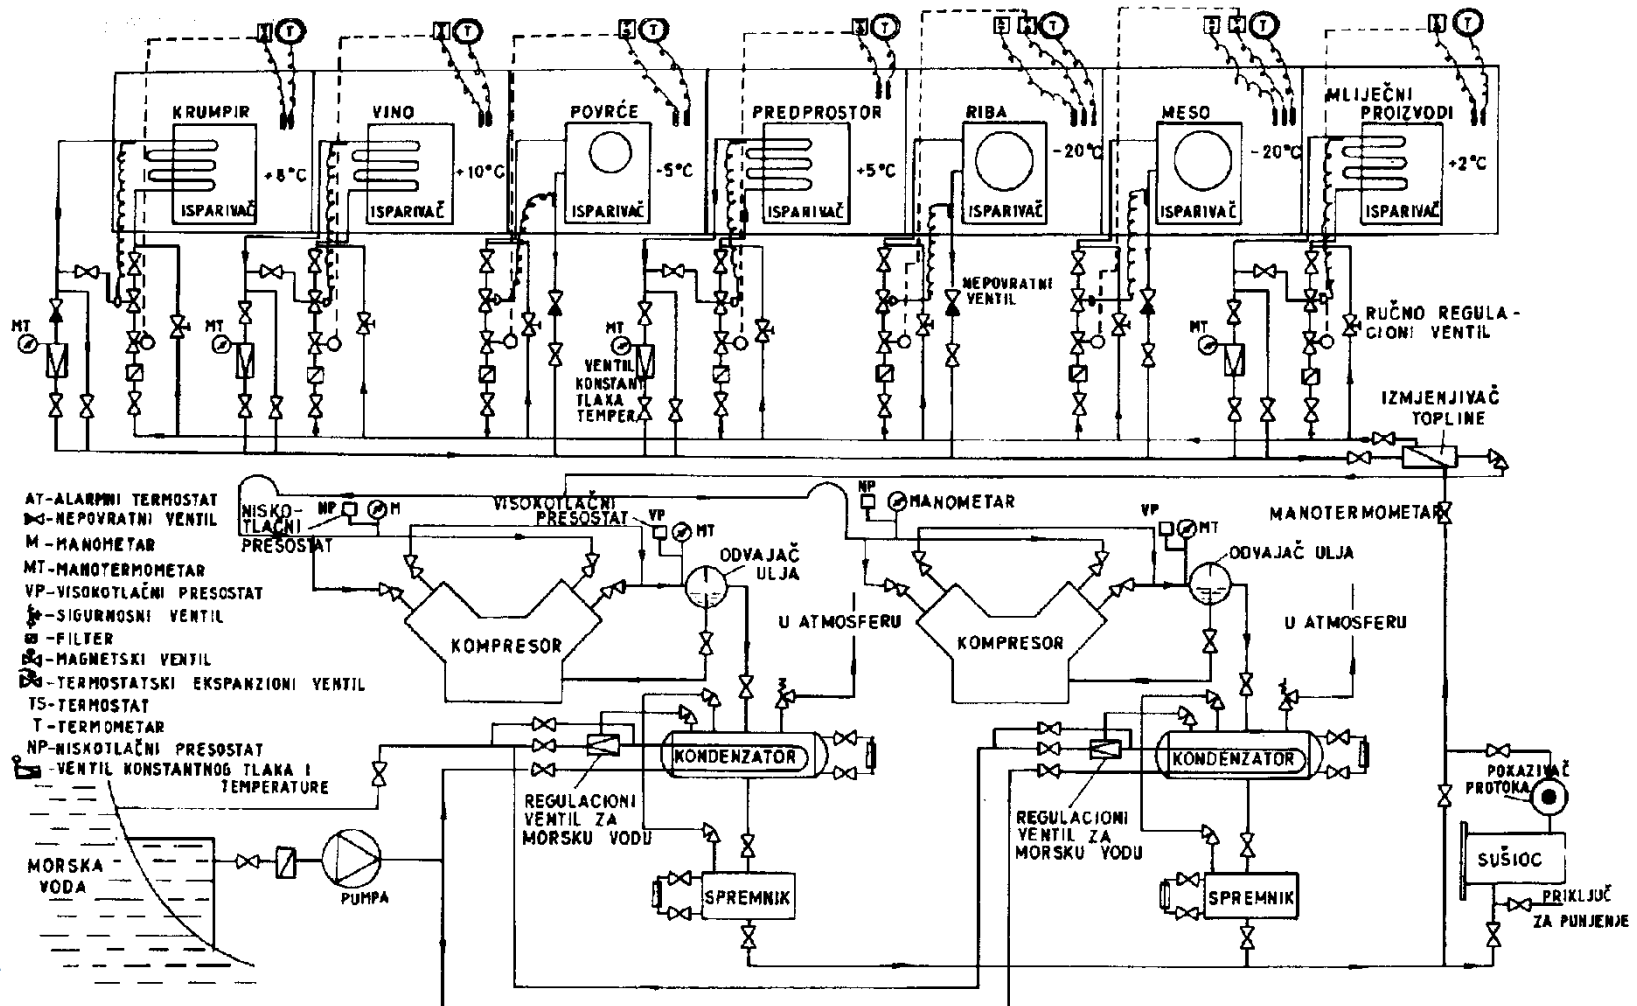 T T T T T T T
KRUMPIR
VINO
POVRĆE
PREDPROSTOR
RIBA
MESO
MLIJEČNI
PROIZVODI
+10°C
-5°C
+5°C
-20°C
-20°C
+2°C
ISPARIVAČ
ISPARIVAČ
ISPARIVAČ
ISPARIVAČ
ISPARIVAČ
ISPARIVAČ
ISPARIVAČ
NEPOVRATNI
VENTIL
RUČNO REGULA-
CIONI VENTIL
MT
MT
MT
MT
VENTIL
KONSTANT
TLAKA
TEMPER.
IZMJENJIVAČ
TOPLINE
AT-ALARMNI TERMOSTAT
-NEPOVRATNI VENTIL
M -MANOMETAR
MT-MANOTERMOMETAR
VP-VISOKOTLAČNI PRESOSTAT
-SIGURNOSNI VENTIL
-FILTER
-MAGNETSKI VENTIL
-TERMOSTATSKI EKSPANZIONI VENTIL
TS-TERMOSTAT
T-TERMOMETAR
NP-NISKOTLAČNI PRESOSTAT
-VENTIL KONSTANTNOG TLAKA I
TEMPERATURE
NISKO-
TLAČNI
PRESOSTAT
NP
M
VISOKOTLAČNI
PRESOSTAT
VP
MT
ODVAJAČ
ULJA
NP
MANOMETAR
VP
MT
MANOTERMOMETAR
ODVAJAČ ULJA
KOMPRESOR
U ATMOSFERU
KOMPRESOR
U ATMOSFERU
KONDENZATOR
KONDENZATOR
REGULACIONI
VENTIL ZA
MORSKU VODU
REGULACIONI
VENTIL ZA
MORSKU VODU
POKAZIVAČ
PROTOKA
MORSKA
VODA
PUMPA
SPREMNIK
SPREMNIK
SUŠIOC
PRIKLJUČ
ZA PUNJENJE